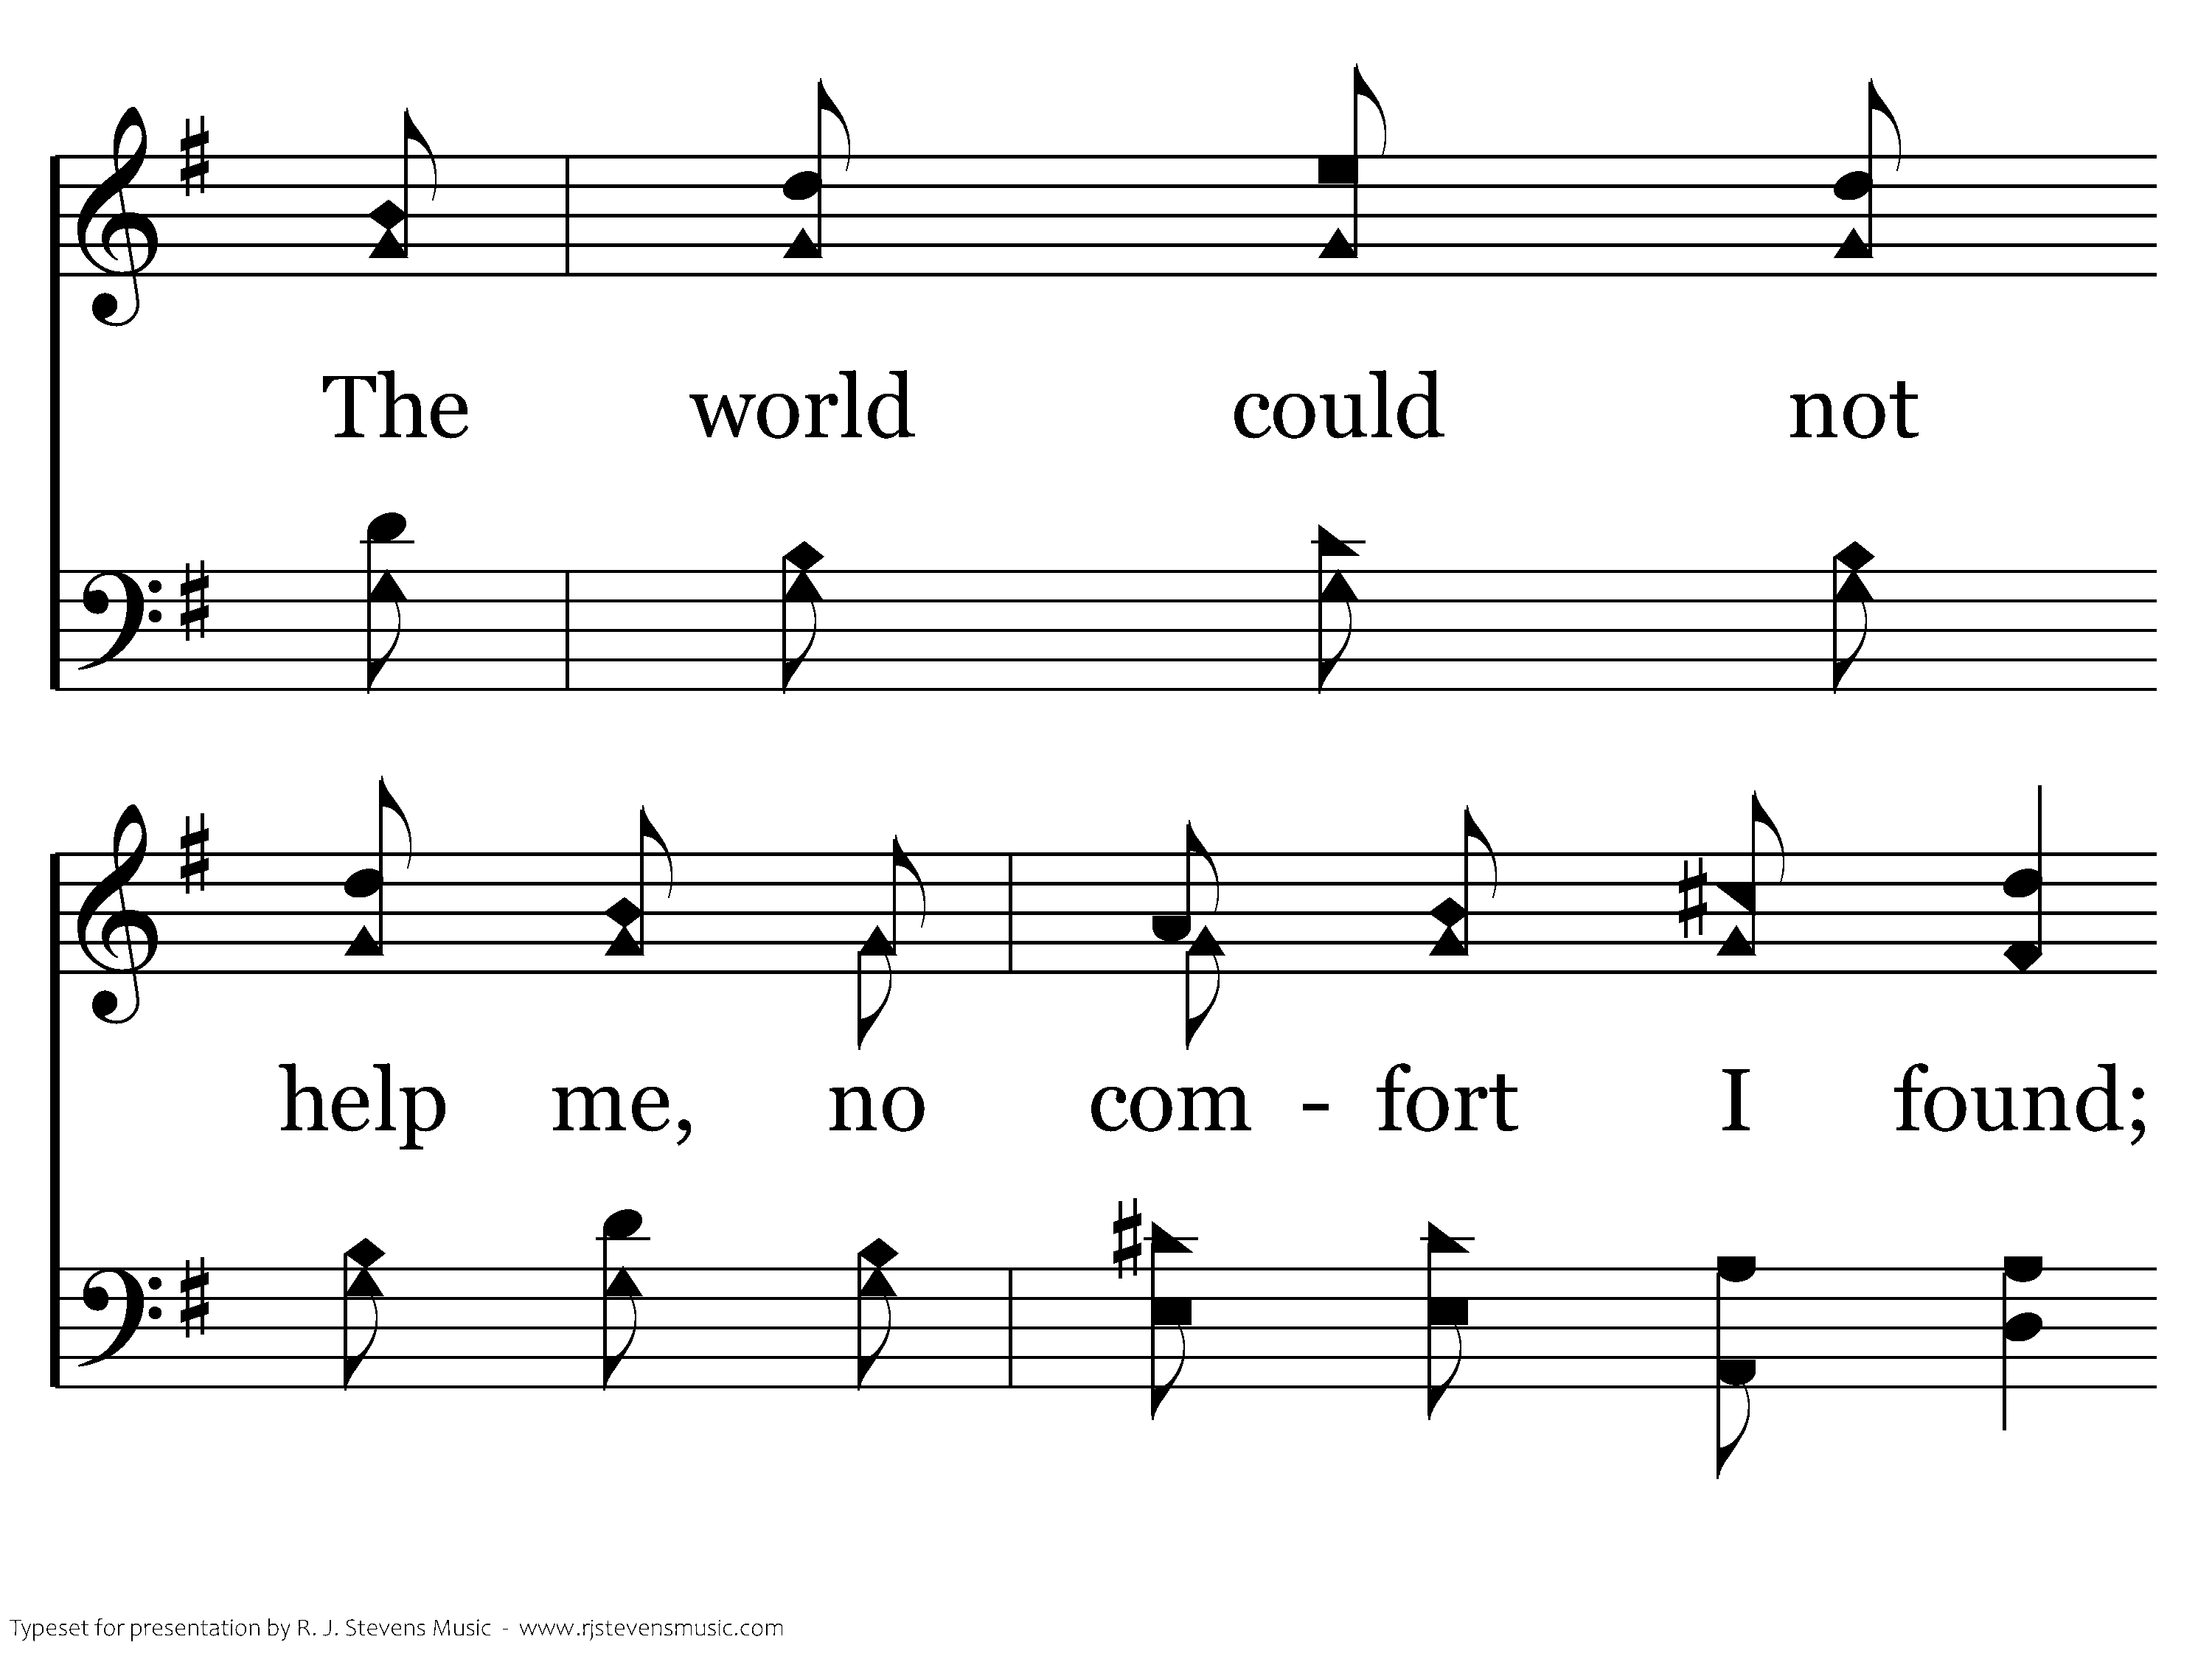 The world could not
help me, no com - fort I found;
Typeset for presentation by R. J. Stevens Music - www.rjstevensmusic.com